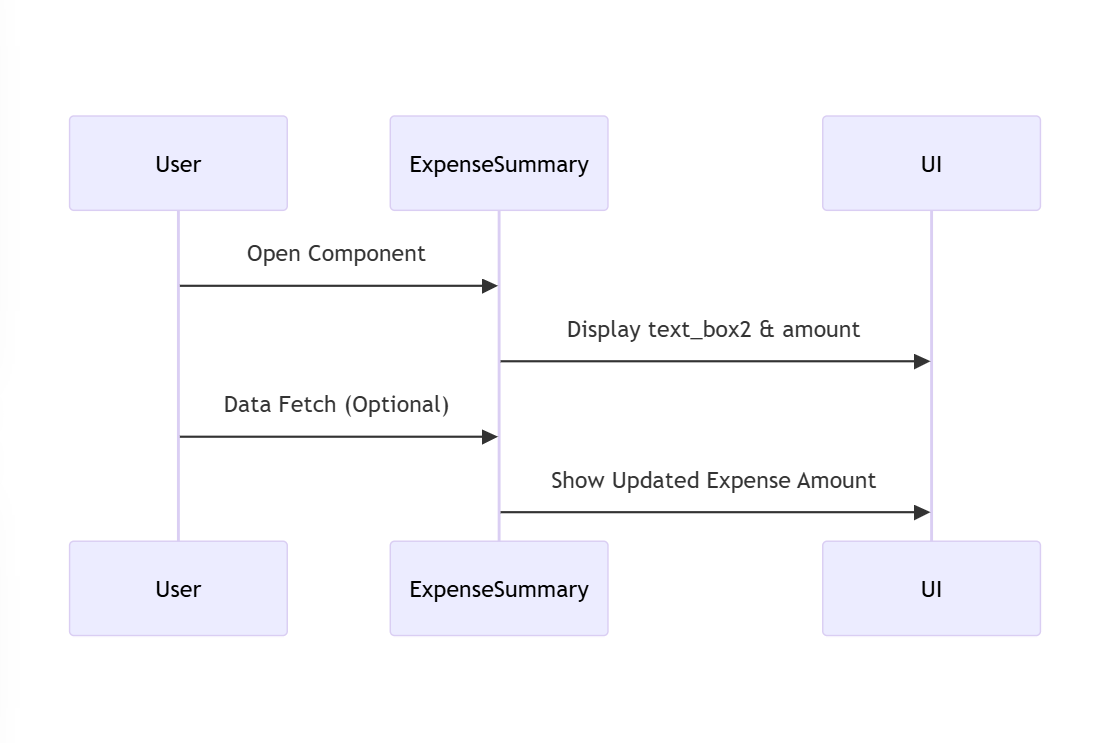 User
ExpenseSummary
UI
Open Component
Display text_box2 & amount
Data Fetch (Optional)
Show Updated Expense Amount
User
ExpenseSummary
UI